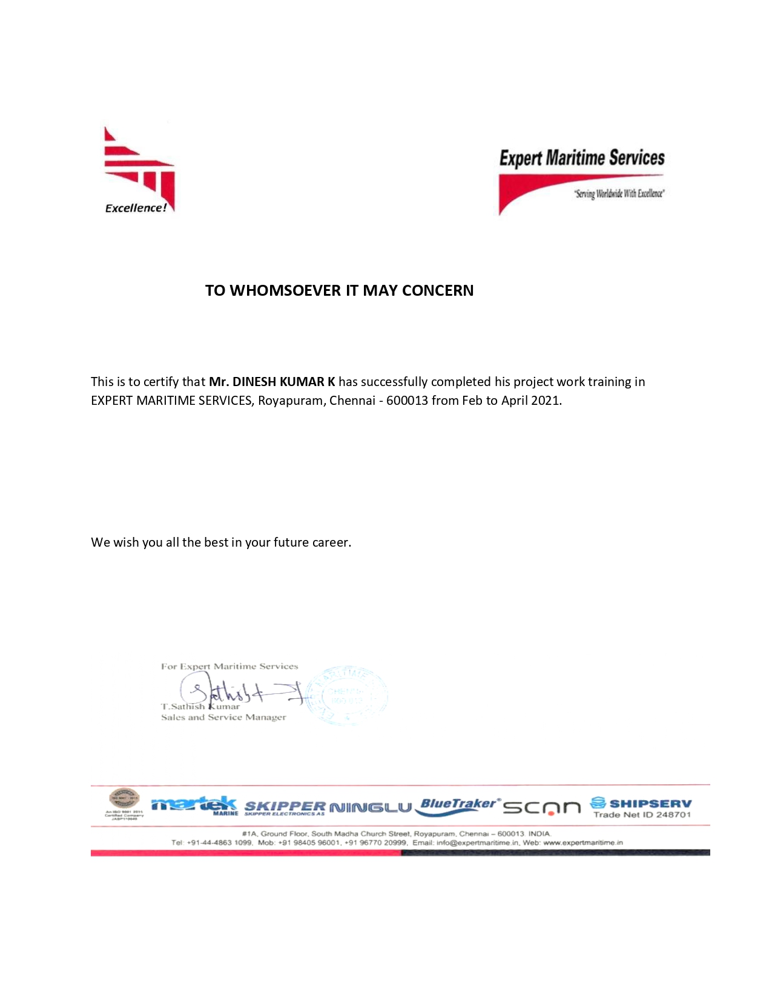 Excellence!
Expert Maritime Services
"Serving Worldwide With Excellence"
TO WHOMSOEVER IT MAY CONCERN
This is to certify that Mr. DINESH KUMAR K has successfully completed his project work training in
EXPERT MARITIME SERVICES, Royapuram, Chennai - 600013 from Feb to April 2021.
We wish you all the best in your future career.
For Expert Maritime Services
T.Sathish Kumar
Sales and Service Manager
MARITIME
martek MARINE
SKIPPER
SKIPPER ELECTRONICS AS
NINGLU
BlueTraker®
scan
SHIPSERV
Trade Net ID 248701
An ISO 9001 2015
Certified Company
#1A, Ground Floor, South Madha Church Street, Royapuram, Chennai – 600013. INDIA.
Tel: +91-44-4863 1099, Mob: +91 98405 96001, +91 96770 20999, Email: info@expertmaritime.in, Web: www.expertmaritime.in